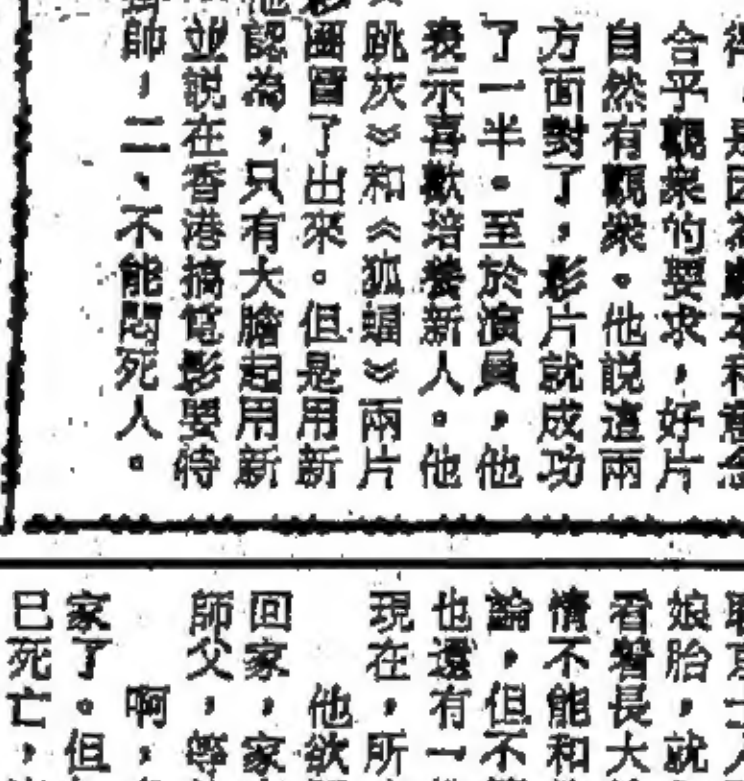 是因為劇本和意念
合乎觀眾的要求，好片
自然有觀眾。他説這兩
方面對了，影片就成功
了一半。至於演員，他
表示喜歡培養新人。他
跳灰》和《狐蝠》兩片
圈冒了出來。但是用新
認為，只有大膽起用新
並説在香港搞電影要特
師，二、不能悶死人。
娘胎，就
看着長大
情不能和
論，但不
也還有一
現在，所
他欲
回家，家
師父，
啊，
家了。但
已死亡，